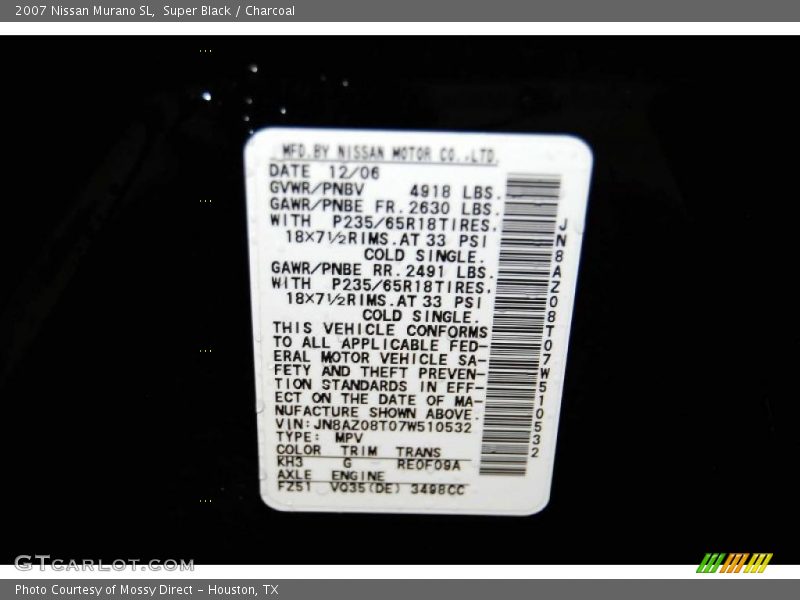 2007 Nissan Murano SL, Super Black / Charcoal
MFD.BY NISSAN MOTOR CO.,LTD.
DATE 12/06
GVWR/PNBV 4918 LBS.
GAWR/PNBE FR.2630 LBS.
WITH P235/65R18TIRES,
18X7½RIMS.AT 33 PSI
COLD SINGLE.
GAWR/PNBE RR.2491 LBS.
WITH P235/65R18TIRES,
18X7½RIMS.AT 33 PSI
COLD SINGLE.
THIS VEHICLE CONFORMS
TO ALL APPLICABLE FED-
ERAL MOTOR VEHICLE SA-
FETY AND THEFT PREVEN-
TION STANDARDS IN EFF-
ECT ON THE DATE OF MA-
NUFACTURE SHOWN ABOVE.
VIN:JN8AZ08T07W510532
TYPE: MPV
COLOR TRIM TRANS
KH3 G RE0F09A
AXLE ENGINE
FZ51 VQ35(DE) 3498CC
JN8AZ08T07W510532
GTCARLOT.COM
Photo Courtesy of Mossy Direct - Houston, TX